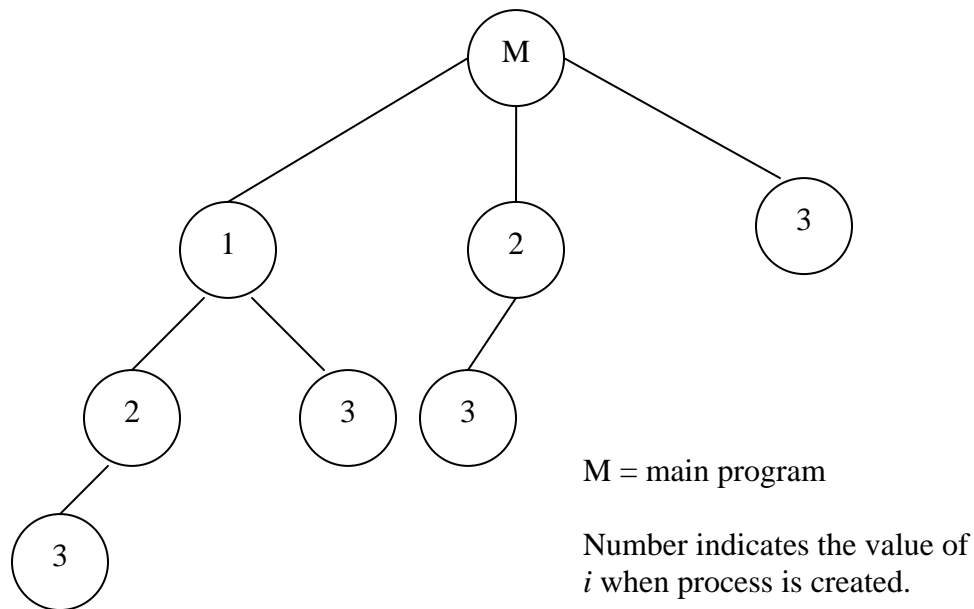 M
3
1
2
2
3
3
M = main program
3
Number indicates the value of
i when process is created.